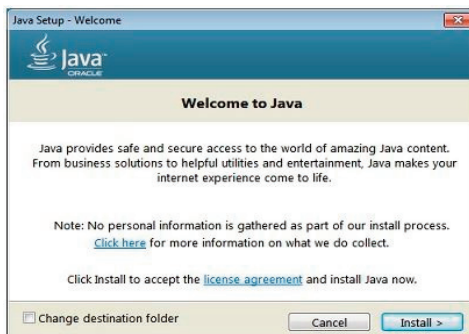 Java Setup - Welcome
Java™
ORACLE
Welcome to Java
Java provides safe and secure access to the world of amazing Java content.
From business solutions to helpful utilities and entertainment, Java makes your
internet experience come to life.
Note: No personal information is gathered as part of our install process.
Click here for more information on what we do collect.
Click Install to accept the license agreement and install Java now.
Change destination folder
Cancel
Install >